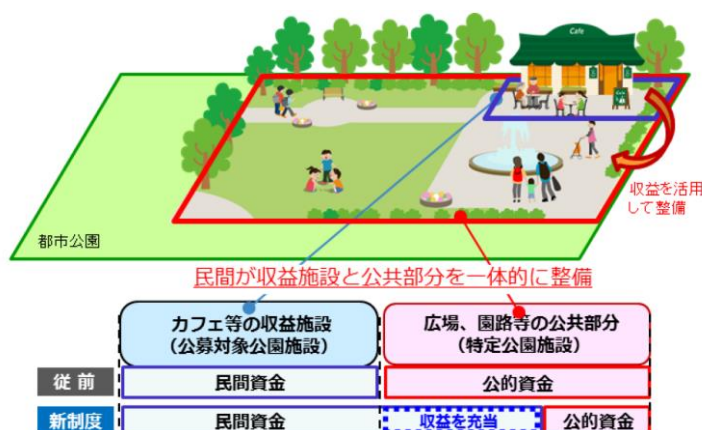 Cafe
収益を活用
して整備
都市公園
民間が収益施設と公共部分を一体的に整備
カフェ等の収益施設
(公募対象公園施設)
広場、園路等の公共部分
(特定公園施設)
従 前
民間資金
公的資金
新制度
民間資金
収益を充当
公的資金